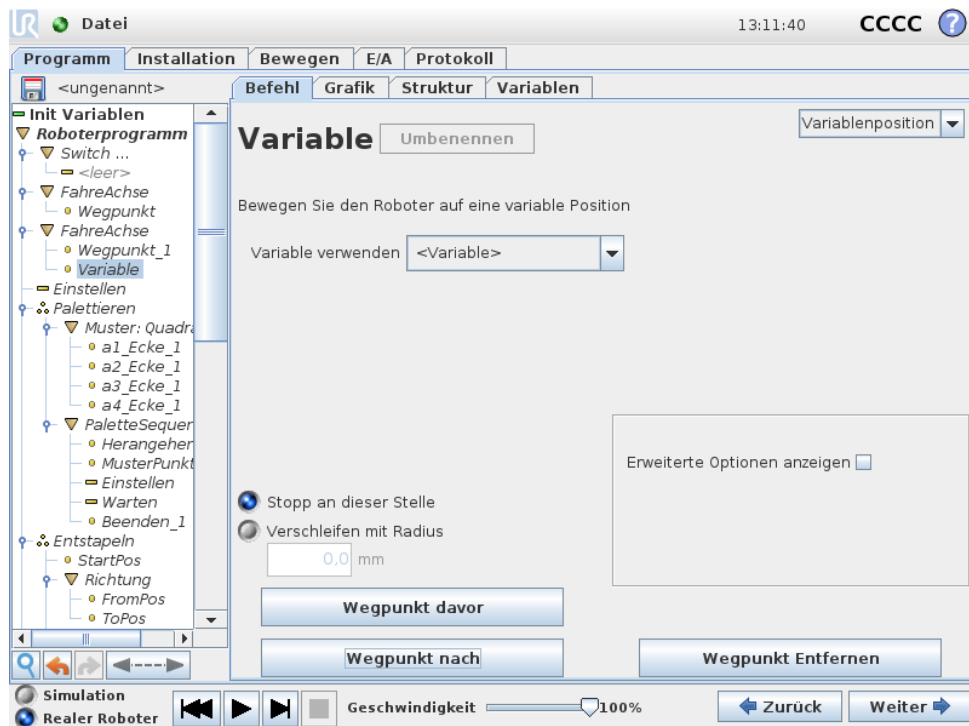 UR Datei 13:11:40 CCCC ?
Programm Installation Bewegen E/A Protokoll
<ungenannt>
Befehl Grafik Struktur Variablen
Init Variablen
Roboterprogramm
Switch ...
<leer>
FahreAchse
Wegpunkt
FahreAchse
Wegpunkt_1
Variable
Einstellen
Palettieren
Muster: Quadra
a1_Ecke_1
a2_Ecke_1
a3_Ecke_1
a4_Ecke_1
PaletteSequer
Herangeher
MusterPunkt
Einstellen
Warten
Beenden_1
Entstapeln
StartPos
Richtung
FromPos
ToPos
Variable Umbenennen Variablenposition
Bewegen Sie den Roboter auf eine variable Position
Variable verwenden <Variable>
Erweiterte Optionen anzeigen
Stopp an dieser Stelle
Verschleifen mit Radius
0,0 mm
Wegpunkt davor
Wegpunkt nach Wegpunkt Entfernen
Simulation
Realer Roboter
Geschwindigkeit 100% Zurück Weiter